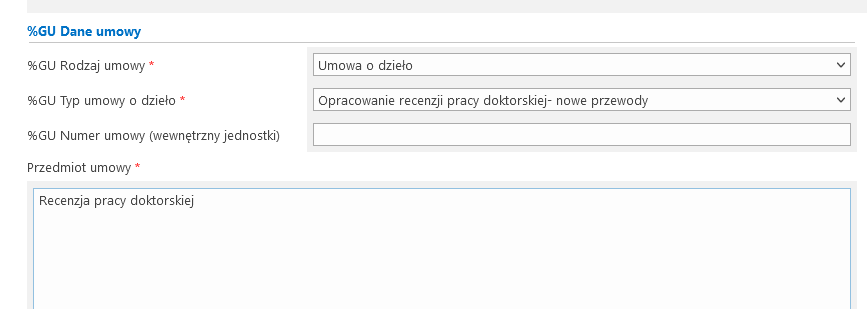 %GU Dane umowy
%GU Rodzaj umowy *
Umowa o dzieło
%GU Typ umowy o dzieło *
Opracowanie recenzji pracy doktorskiej- nowe przewody
%GU Numer umowy (wewnętrzny jednostki)
Przedmiot umowy *
Recenzja pracy doktorskiej